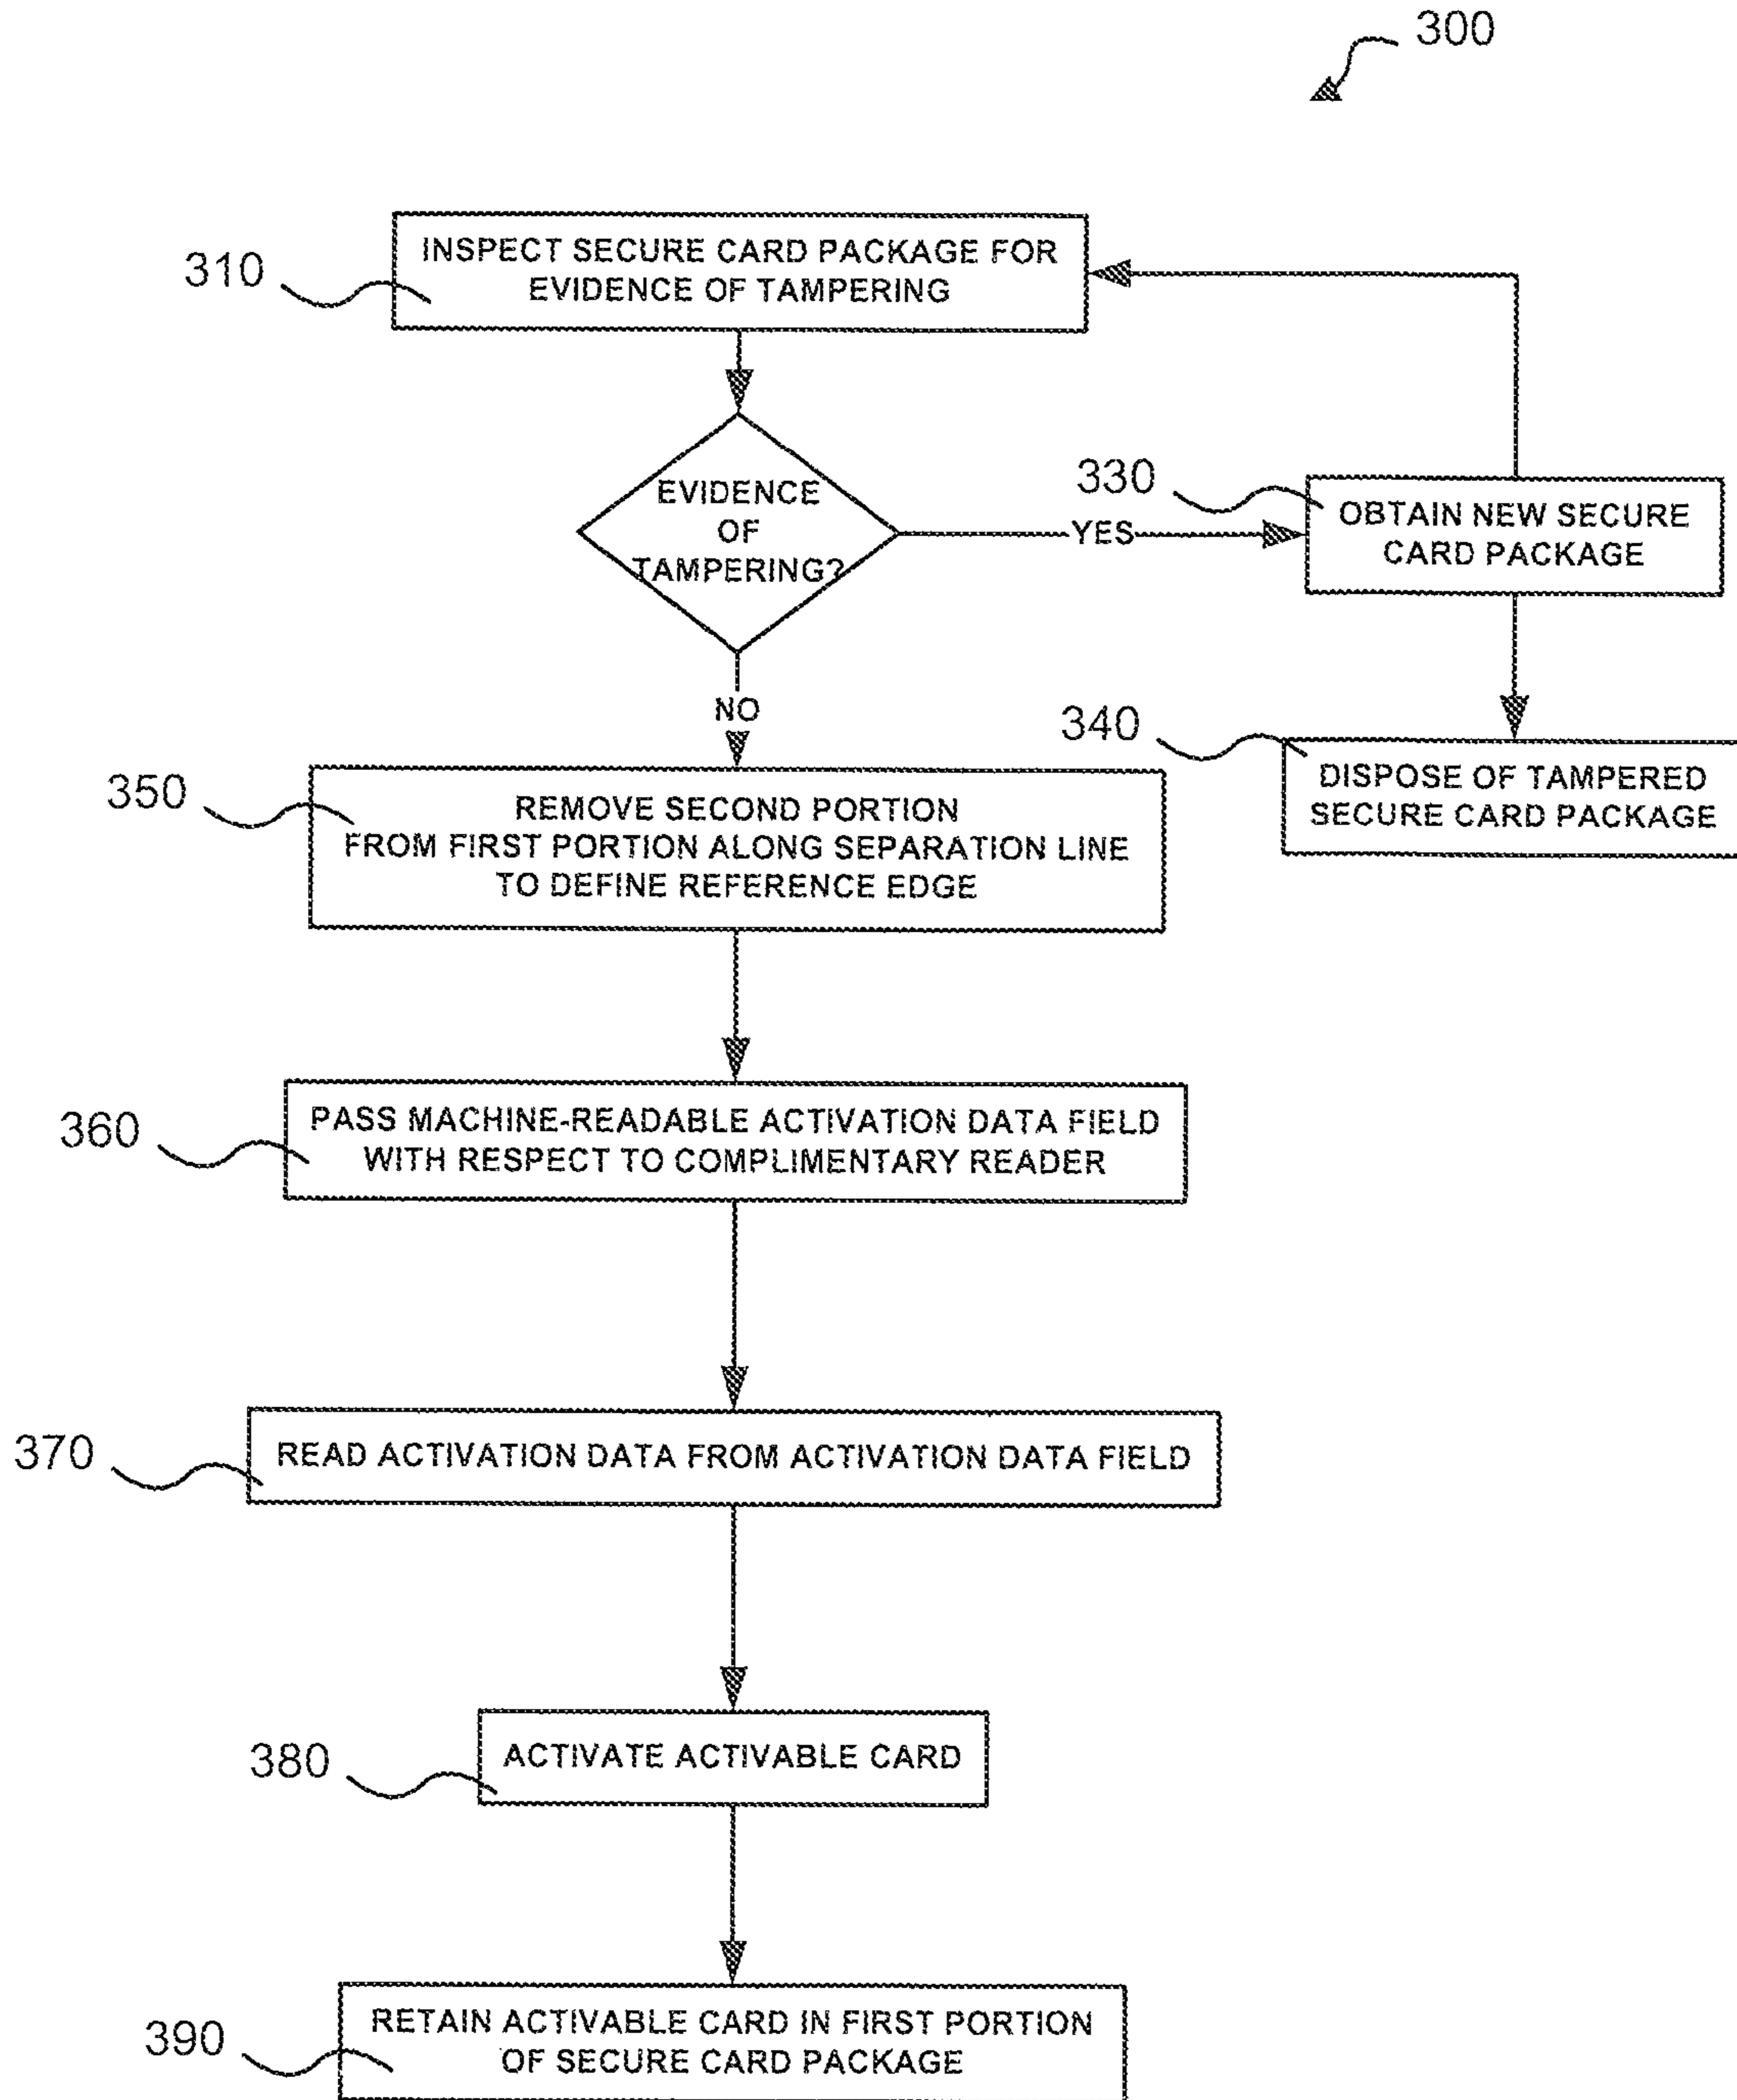 300
310
INSPECT SECURE CARD PACKAGE FOR
EVIDENCE OF TAMPERING
EVIDENCE
OF
TAMPERING?
YES
330
OBTAIN NEW SECURE
CARD PACKAGE
NO
340
DISPOSE OF TAMPERED
SECURE CARD PACKAGE
350
REMOVE SECOND PORTION
FROM FIRST PORTION ALONG SEPARATION LINE
TO DEFINE REFERENCE EDGE
360
PASS MACHINE-READABLE ACTIVATION DATA FIELD
WITH RESPECT TO COMPLIMENTARY READER
370
READ ACTIVATION DATA FROM ACTIVATION DATA FIELD
380
ACTIVATE ACTIVABLE CARD
390
RETAIN ACTIVABLE CARD IN FIRST PORTION
OF SECURE CARD PACKAGE